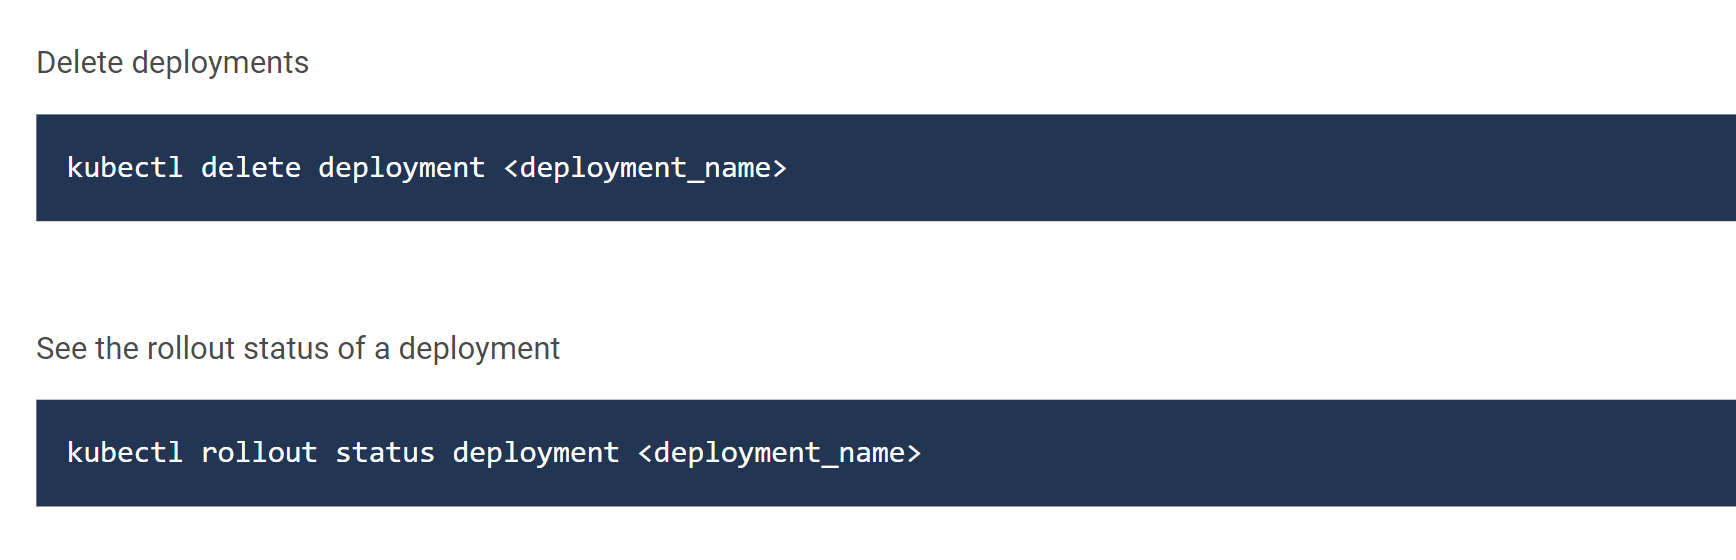 Delete deployments
kubectl delete deployment <deployment_name>
See the rollout status of a deployment
kubectl rollout status deployment <deployment_name>